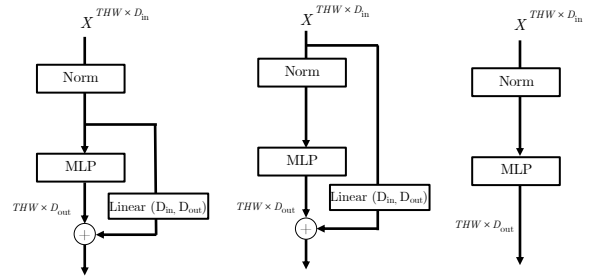 X^{THW × D_in}
Norm
MLP
THW × D_out
Linear (D_in, D_out)
+
X^{THW × D_in}
Norm
MLP
THW × D_out
Linear (D_in, D_out)
+
X^{THW × D_in}
Norm
MLP
THW × D_out